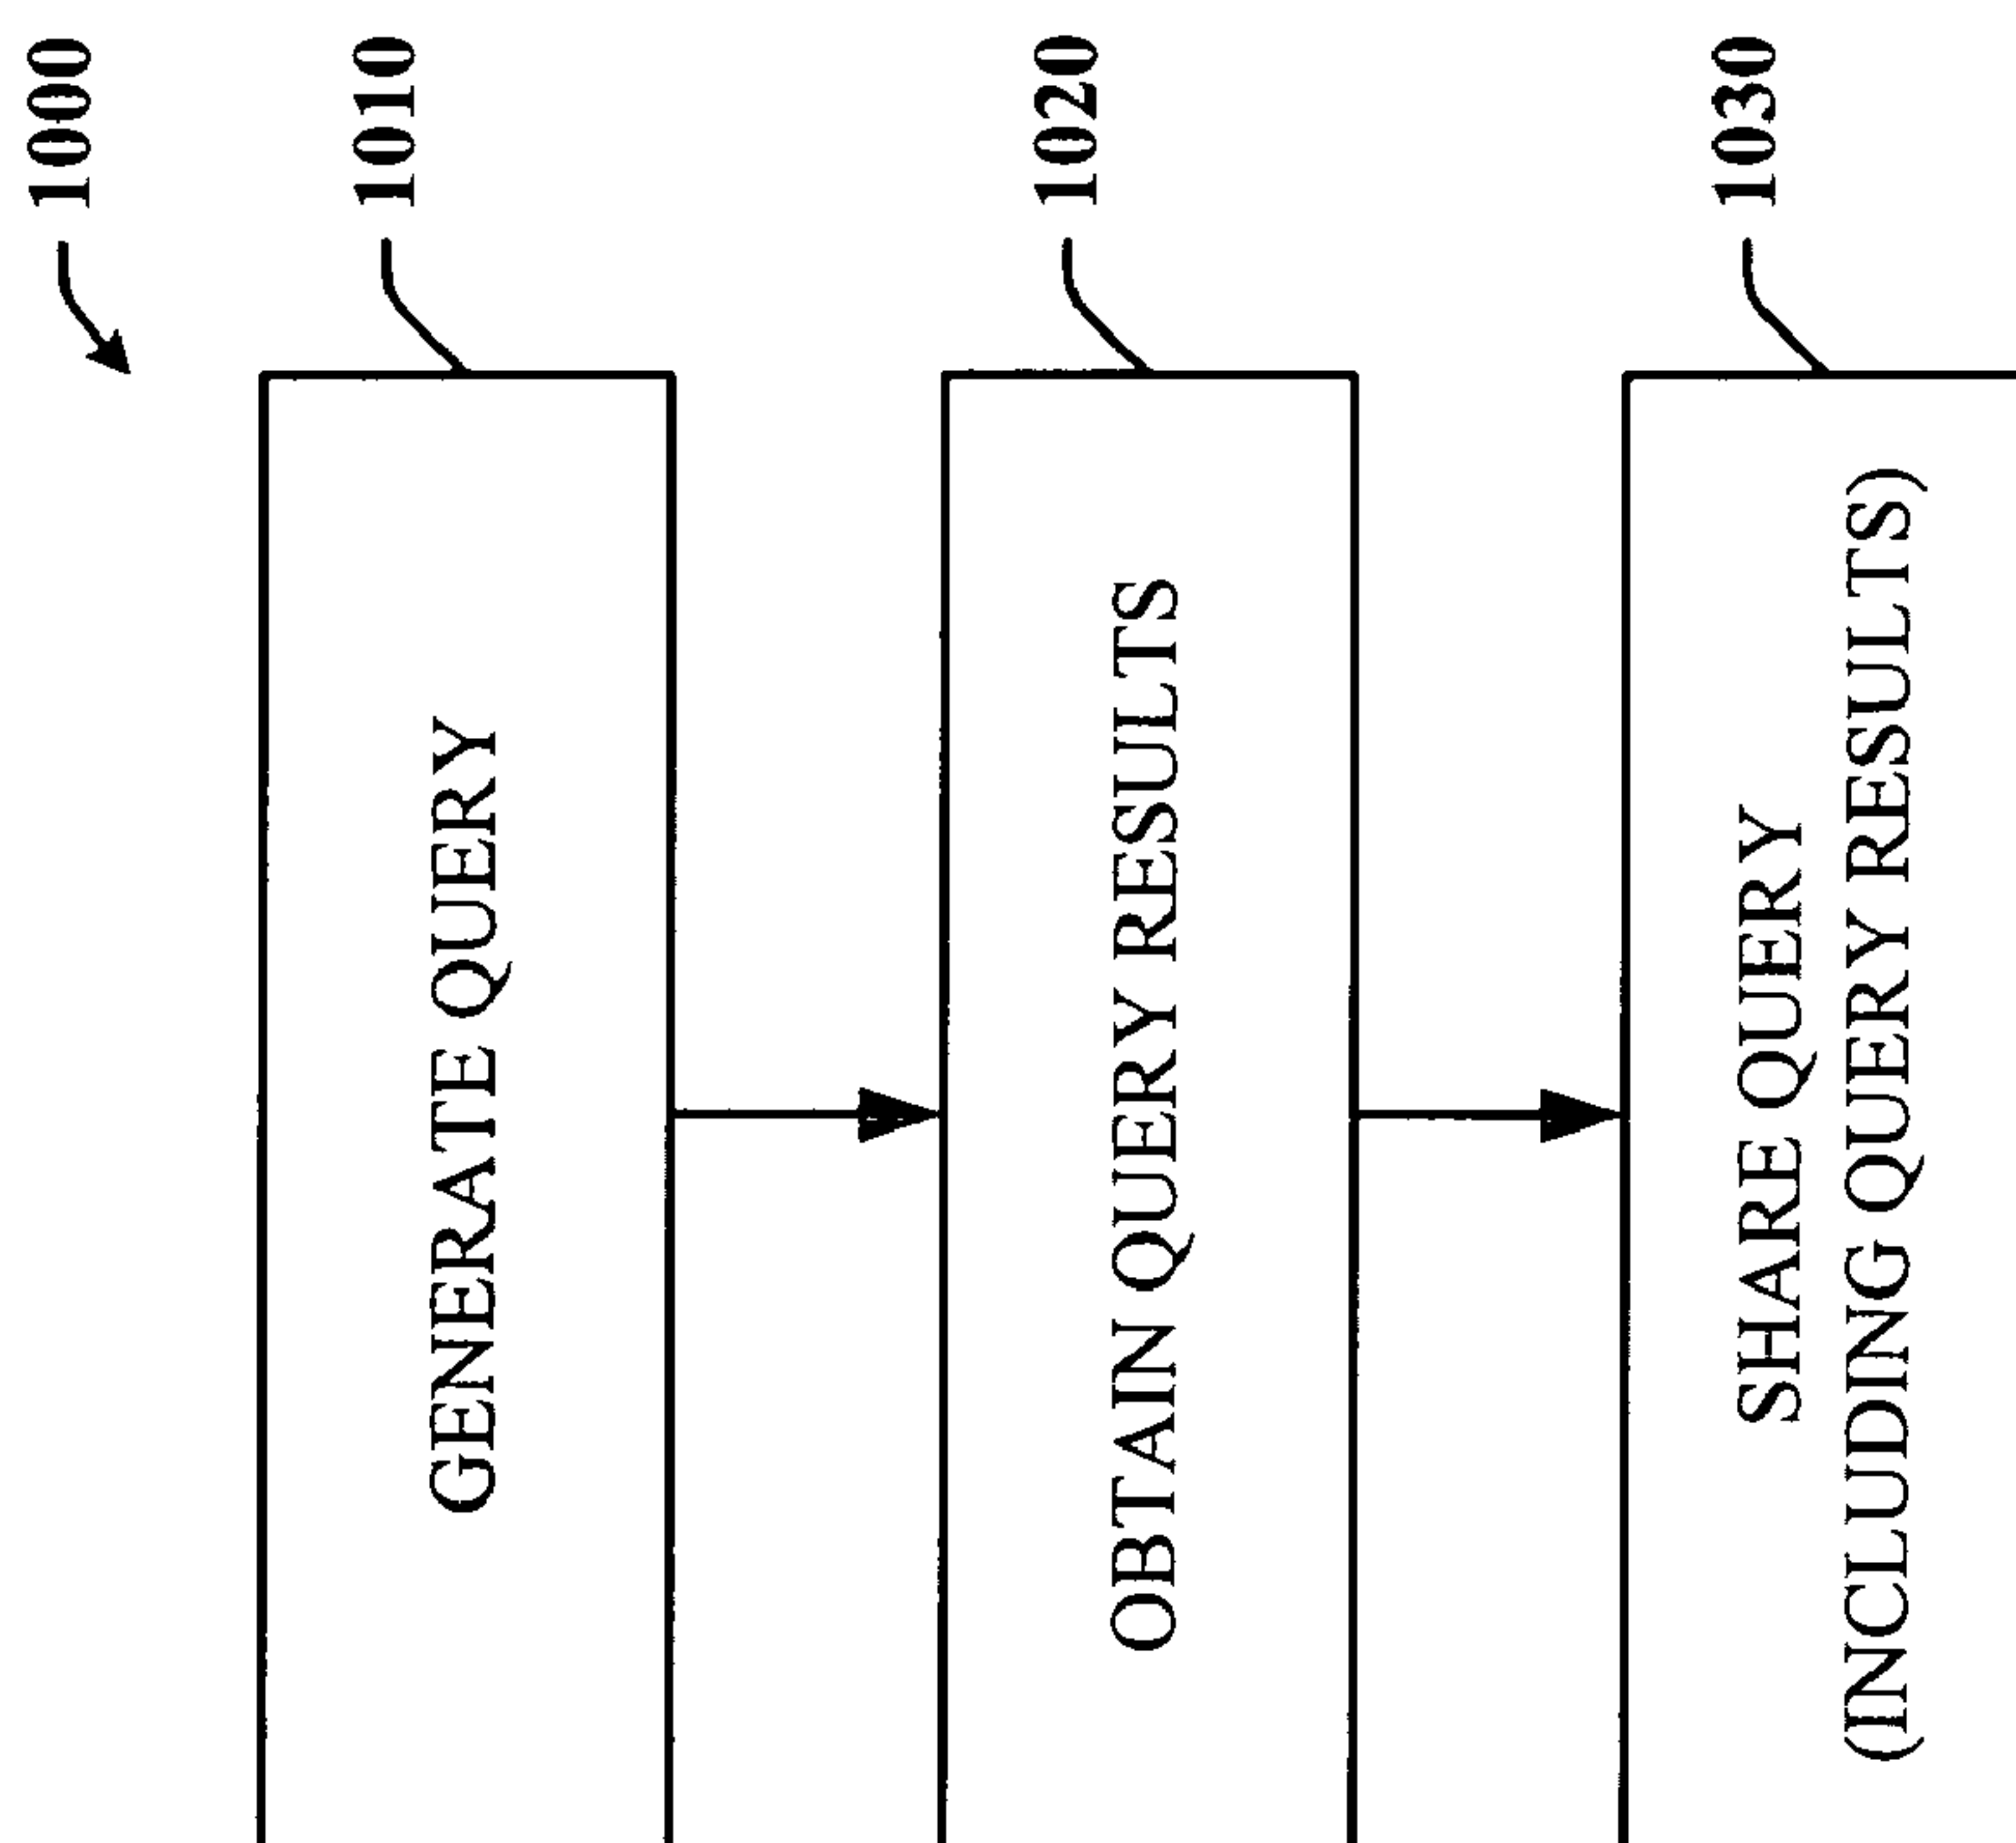 1000
1010
GENERATE QUERY
1020
OBTAIN QUERY RESULTS
1030
SHARE QUERY
(INCLUDING QUERY RESULTS)